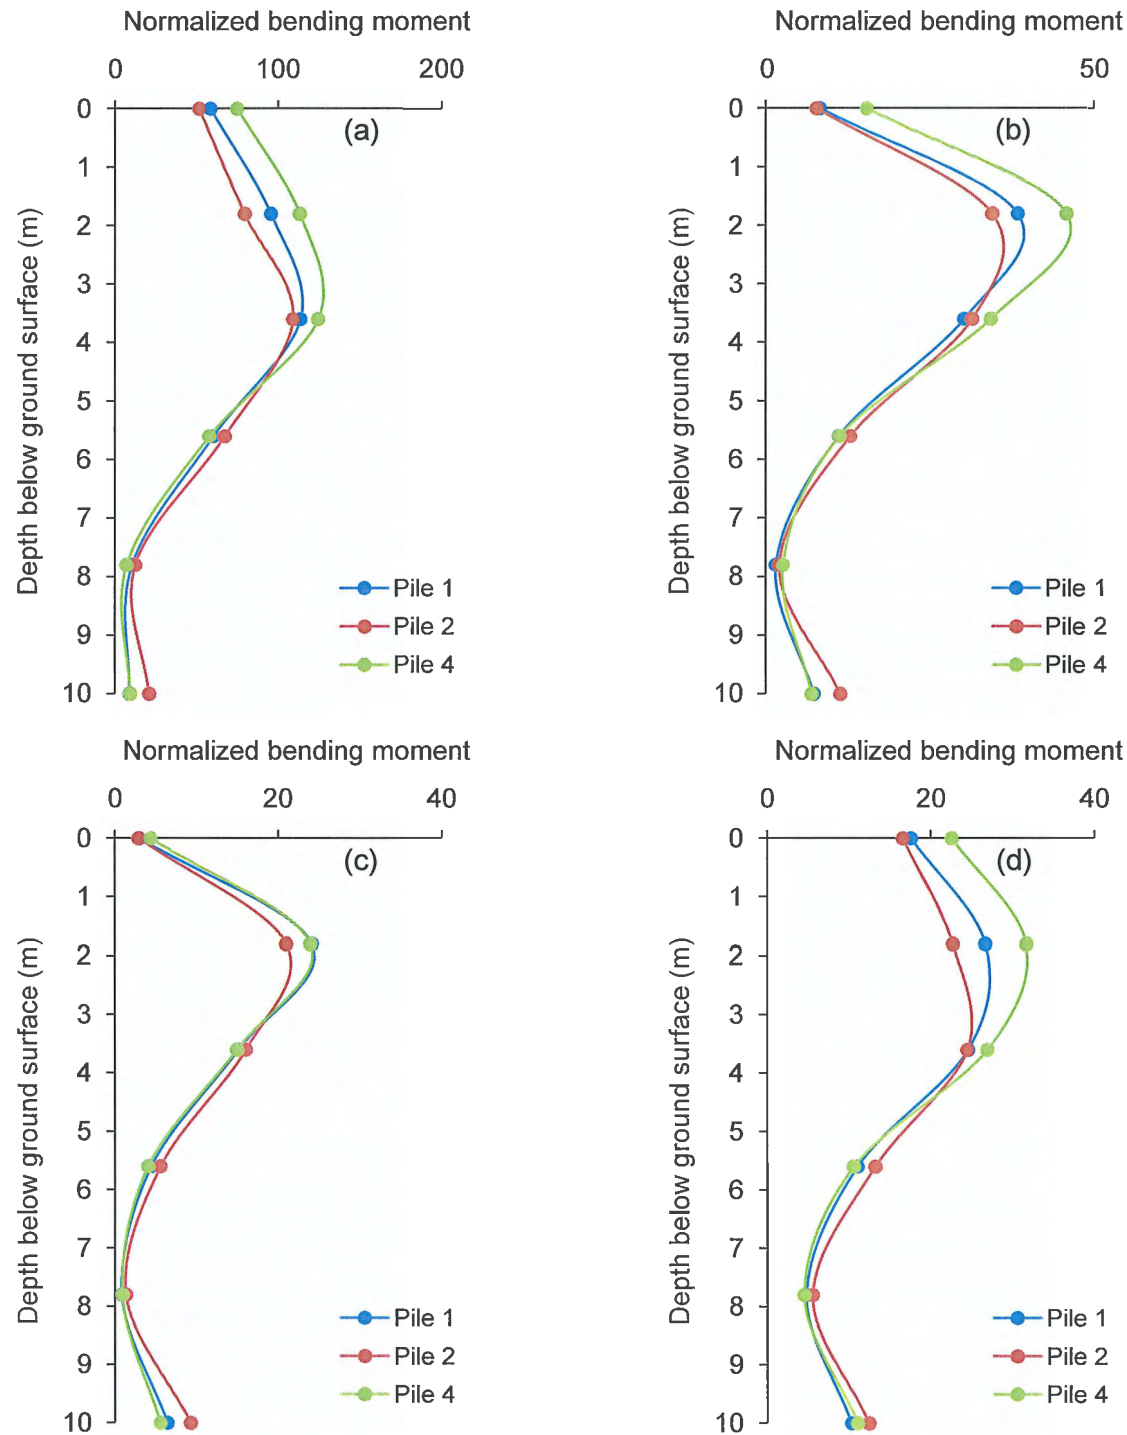 Normalized bending moment
0 100 200
(a)
Depth below ground surface (m)
0
1
2
3
4
5
6
7
8
9
10
Pile 1
Pile 2
Pile 4
Normalized bending moment
0 50
(b)
Depth below ground surface (m)
0
1
2
3
4
5
6
7
8
9
10
Pile 1
Pile 2
Pile 4
Normalized bending moment
0 20 40
(c)
Depth below ground surface (m)
0
1
2
3
4
5
6
7
8
9
10
Pile 1
Pile 2
Pile 4
Normalized bending moment
0 20 40
(d)
Depth below ground surface (m)
0
1
2
3
4
5
6
7
8
9
10
Pile 1
Pile 2
Pile 4